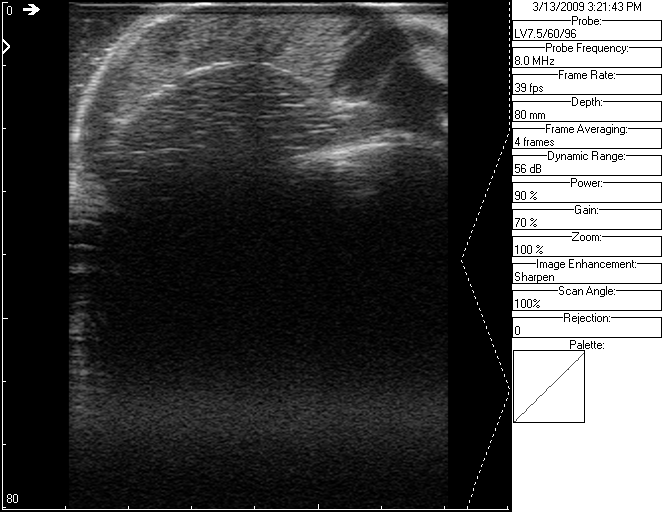 0
80
3/13/2009 3:21:43 PM
Probe:
LV7.5/60/96
Probe Frequency:
8.0 MHz
Frame Rate:
39 fps
Depth:
80 mm
Frame Averaging:
4 frames
Dynamic Range:
56 dB
Power:
90 %
Gain:
70 %
Zoom:
100 %
Image Enhancement:
Sharpen
Scan Angle:
100%
Rejection:
0
Palette: